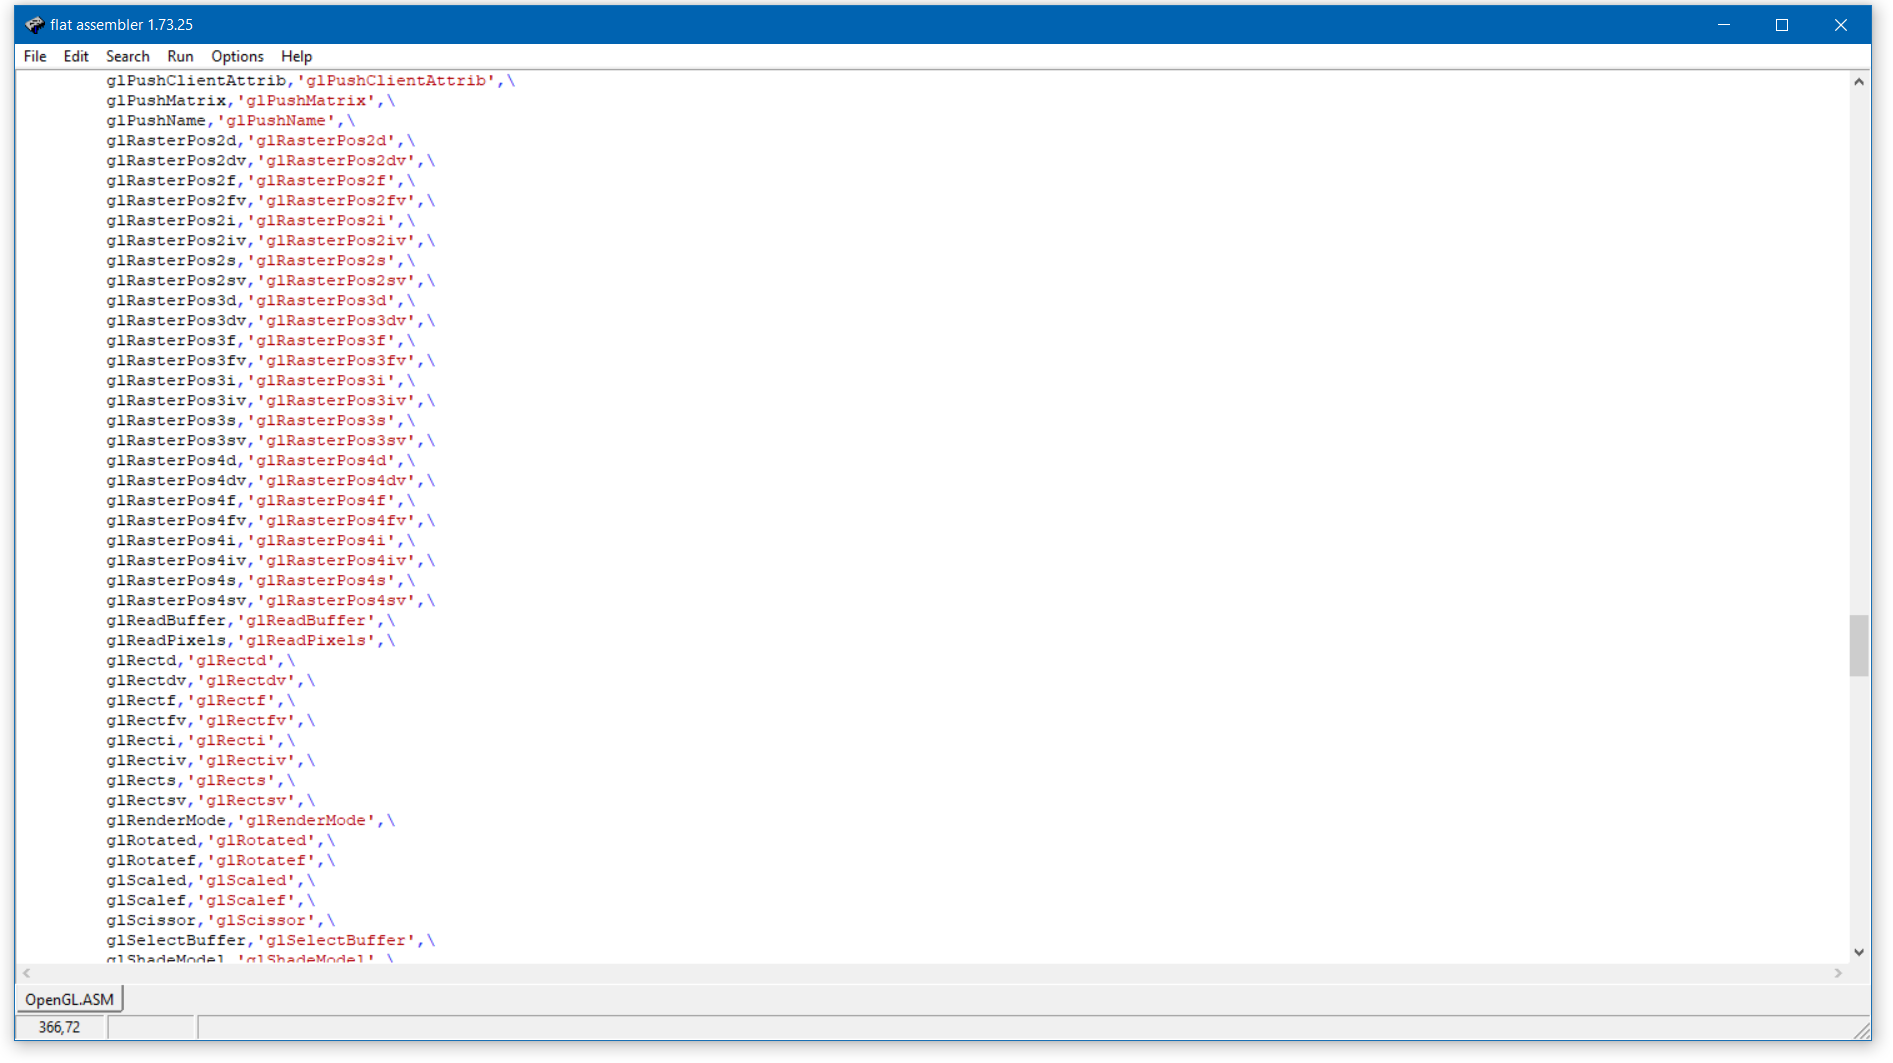 flat assembler 1.73.25
File Edit Search Run Options Help
glPushClientAttrib,'glPushClientAttrib',\
glPushMatrix,'glPushMatrix',\
glPushName,'glPushName',\
glRasterPos2d,'glRasterPos2d',\
glRasterPos2dv,'glRasterPos2dv',\
glRasterPos2f,'glRasterPos2f',\
glRasterPos2fv,'glRasterPos2fv',\
glRasterPos2i,'glRasterPos2i',\
glRasterPos2iv,'glRasterPos2iv',\
glRasterPos2s,'glRasterPos2s',\
glRasterPos2sv,'glRasterPos2sv',\
glRasterPos3d,'glRasterPos3d',\
glRasterPos3dv,'glRasterPos3dv',\
glRasterPos3f,'glRasterPos3f',\
glRasterPos3fv,'glRasterPos3fv',\
glRasterPos3i,'glRasterPos3i',\
glRasterPos3iv,'glRasterPos3iv',\
glRasterPos3s,'glRasterPos3s',\
glRasterPos3sv,'glRasterPos3sv',\
glRasterPos4d,'glRasterPos4d',\
glRasterPos4dv,'glRasterPos4dv',\
glRasterPos4f,'glRasterPos4f',\
glRasterPos4fv,'glRasterPos4fv',\
glRasterPos4i,'glRasterPos4i',\
glRasterPos4iv,'glRasterPos4iv',\
glRasterPos4s,'glRasterPos4s',\
glRasterPos4sv,'glRasterPos4sv',\
glReadBuffer,'glReadBuffer',\
glReadPixels,'glReadPixels',\
glRectd,'glRectd',\
glRectdv,'glRectdv',\
glRectf,'glRectf',\
glRectfv,'glRectfv',\
glRecti,'glRecti',\
glRectiv,'glRectiv',\
glRects,'glRects',\
glRectsv,'glRectsv',\
glRenderMode,'glRenderMode',\
glRotated,'glRotated',\
glRotatef,'glRotatef',\
glScaled,'glScaled',\
glScalef,'glScalef',\
glScissor,'glScissor',\
glSelectBuffer,'glSelectBuffer',\
glShadeModel,'glShadeModel',\
OpenGL.ASM
366,72